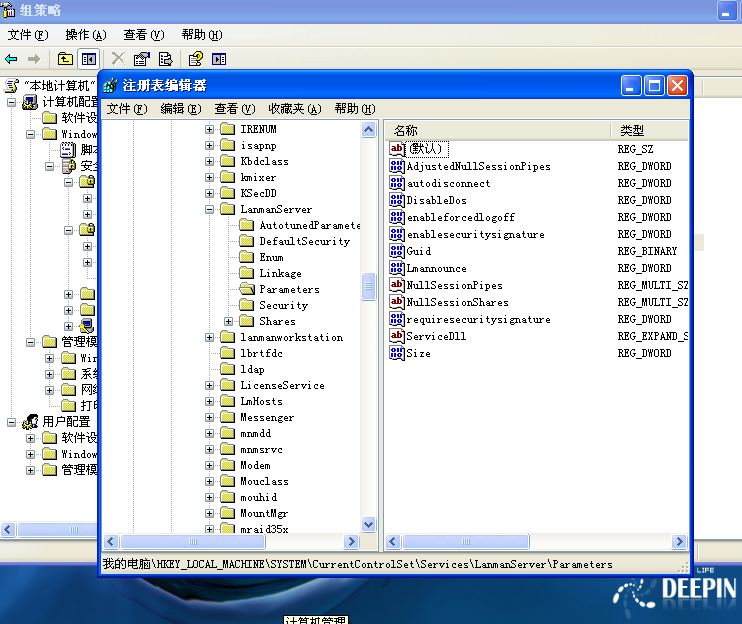 组策略
文件(F) 操作(A) 查看(V) 帮助(H)
"本地计算机"
计算机配置
软件设
Window
脚
安全
管理模
Win
系统
网络
打印
用户配置
软件设
Window
管理模
注册表编辑器
文件(F) 编辑(E) 查看(V) 收藏夹(A) 帮助(H)
IRENUM
isapnp
Kbdclass
kmixer
KSecDD
LanmanServer
AutotunedParamete
DefaultSecurity
Enum
Linkage
Parameters
Security
Shares
lanmanworkstation
lbrtfdc
ldap
LicenseService
LmHosts
Messenger
mnmdd
mnmsrvc
Modem
Mouclass
mouhid
MountMgr
mraid35x
名称 类型
(默认) REG_SZ
AdjustedNullSessionPipes REG_DWORD
autodisconnect REG_DWORD
DisableDos REG_DWORD
enableforcedlogoff REG_DWORD
enablesecuritysignature REG_DWORD
Guid REG_BINARY
Lmannounce REG_DWORD
NullSessionPipes REG_MULTI_SZ
NullSessionShares REG_MULTI_SZ
requiresecuritysignature REG_DWORD
ServiceDll REG_EXPAND_S
Size REG_DWORD
我的电脑\HKEY_LOCAL_MACHINE\SYSTEM\CurrentControlSet\Services\LanmanServer\Parameters
LIFE
DEEPIN
计算机管理